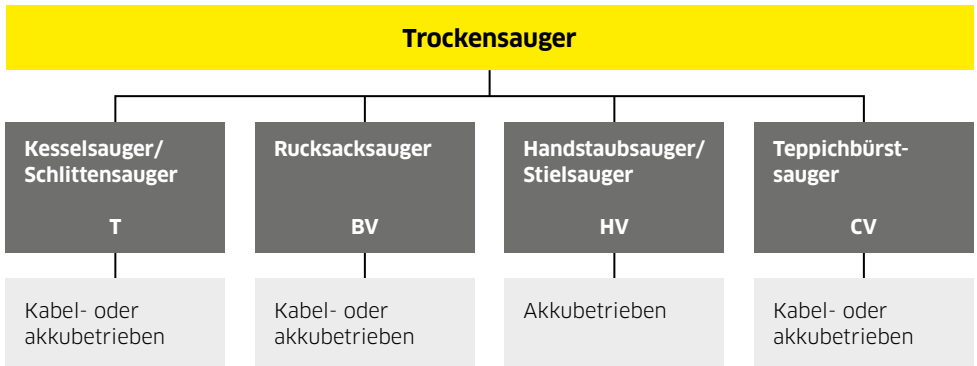 Trockensauger
Kesselsauger/
Schlittensauger
T
Rucksacksauger
BV
Handstaubsauger/
Stielsauger
HV
Teppichbürst-
sauger
CV
Kabel- oder
akkubetrieben
Kabel- oder
akkubetrieben
Akkubetrieben
Kabel- oder
akkubetrieben